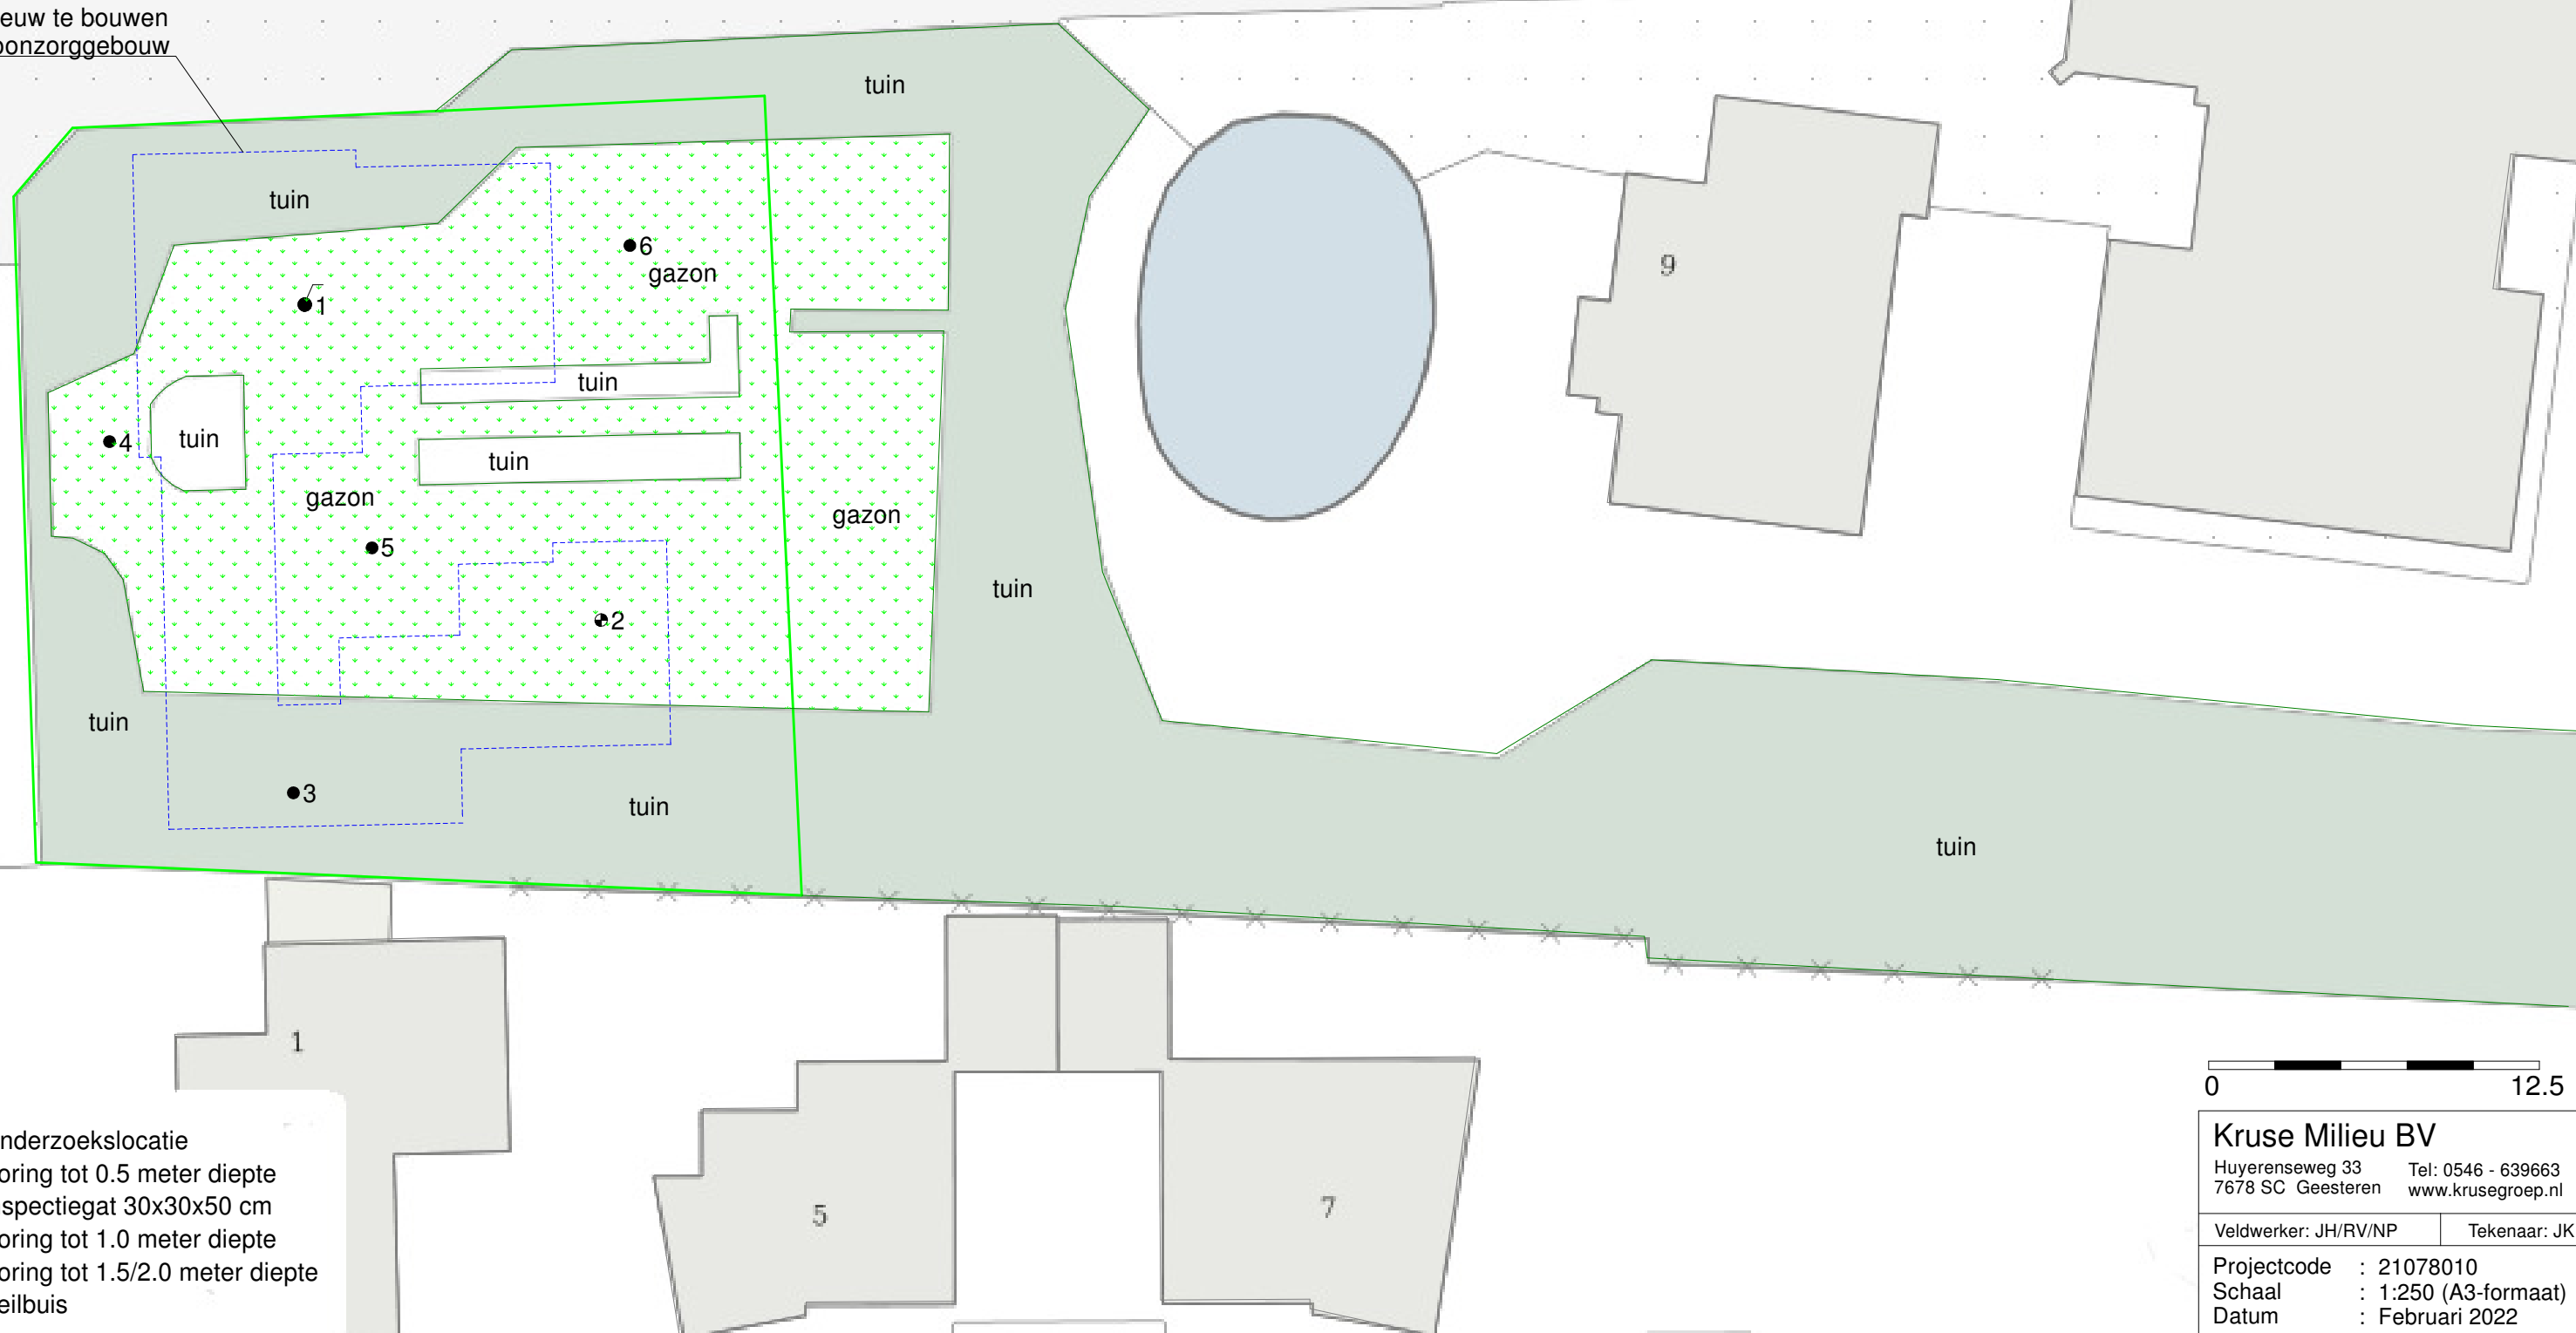 euw te bouwen
oonzorggebouw
tuin
tuin
6
gazon
1
9
tuin
4
tuin
tuin
gazon
gazon
5
tuin
2
tuin
3
tuin
tuin
1
0 12.5
nderzoekslocatie
oring tot 0.5 meter diepte
spectiegat 30x30x50 cm
oring tot 1.0 meter diepte
oring tot 1.5/2.0 meter diepte
eilbuis
5
7
Kruse Milieu BV
Huyerenseweg 33 Tel: 0546 - 639663
7678 SC Geesteren www.krusegroep.nl
Veldwerker: JH/RV/NP Tekenaar: JK
Projectcode : 21078010
Schaal : 1:250 (A3-formaat)
Datum : Februari 2022